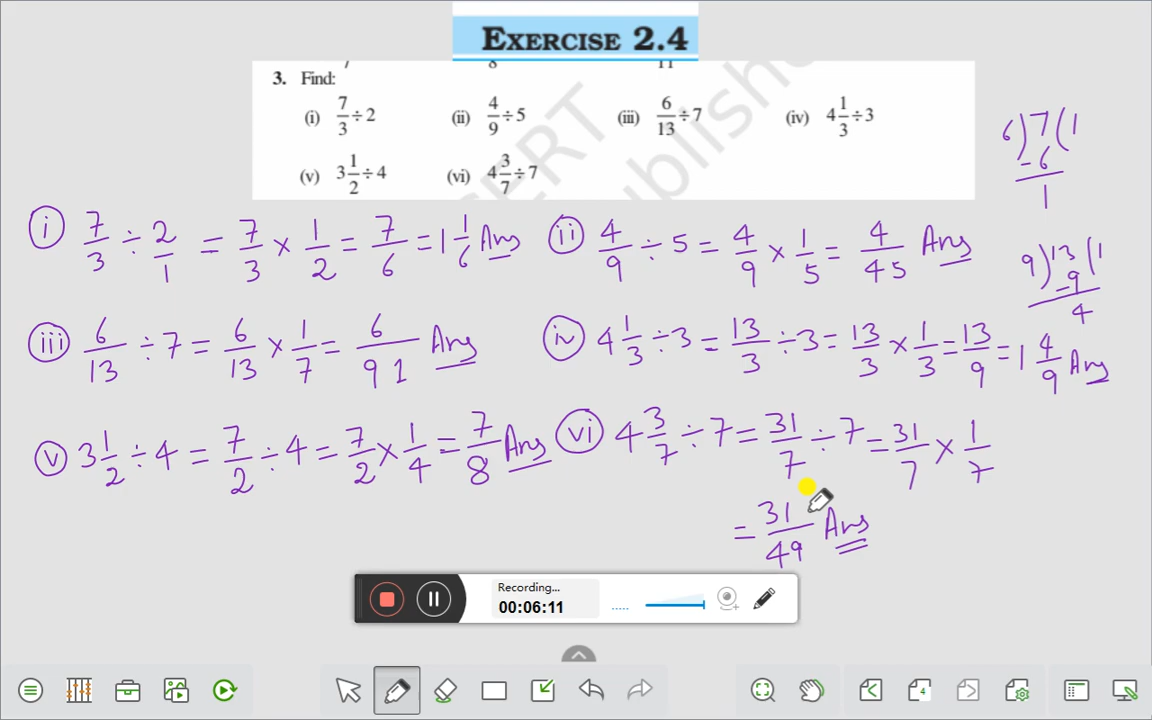 EXERCISE 2.4
7 8 11
3. Find:
(i) 7/3 ÷ 2 (ii) 4/9 ÷ 5 (iii) 6/13 ÷ 7 (iv) 4 1/3 ÷ 3
(v) 3 1/2 ÷ 4 (vi) 4 3/7 ÷ 7
6)7(1
-6
1
(i) 7/3 ÷ 2/1 = 7/3 × 1/2 = 7/6 = 1 1/6 Ans (ii) 4/9 ÷ 5 = 4/9 × 1/5 = 4/45 Ans
9)13(1
-9
4
(iii) 6/13 ÷ 7 = 6/13 × 1/7 = 6/91 Ans (iv) 4 1/3 ÷ 3 = 13/3 ÷ 3 = 13/3 × 1/3 = 13/9 = 1 4/9 Ans
(v) 3 1/2 ÷ 4 = 7/2 ÷ 4 = 7/2 × 1/4 = 7/8 Ans (vi) 4 3/7 ÷ 7 = 31/7 ÷ 7 = 31/7 × 1/7
= 31/49 Ans
Recording...
00:06:11
4